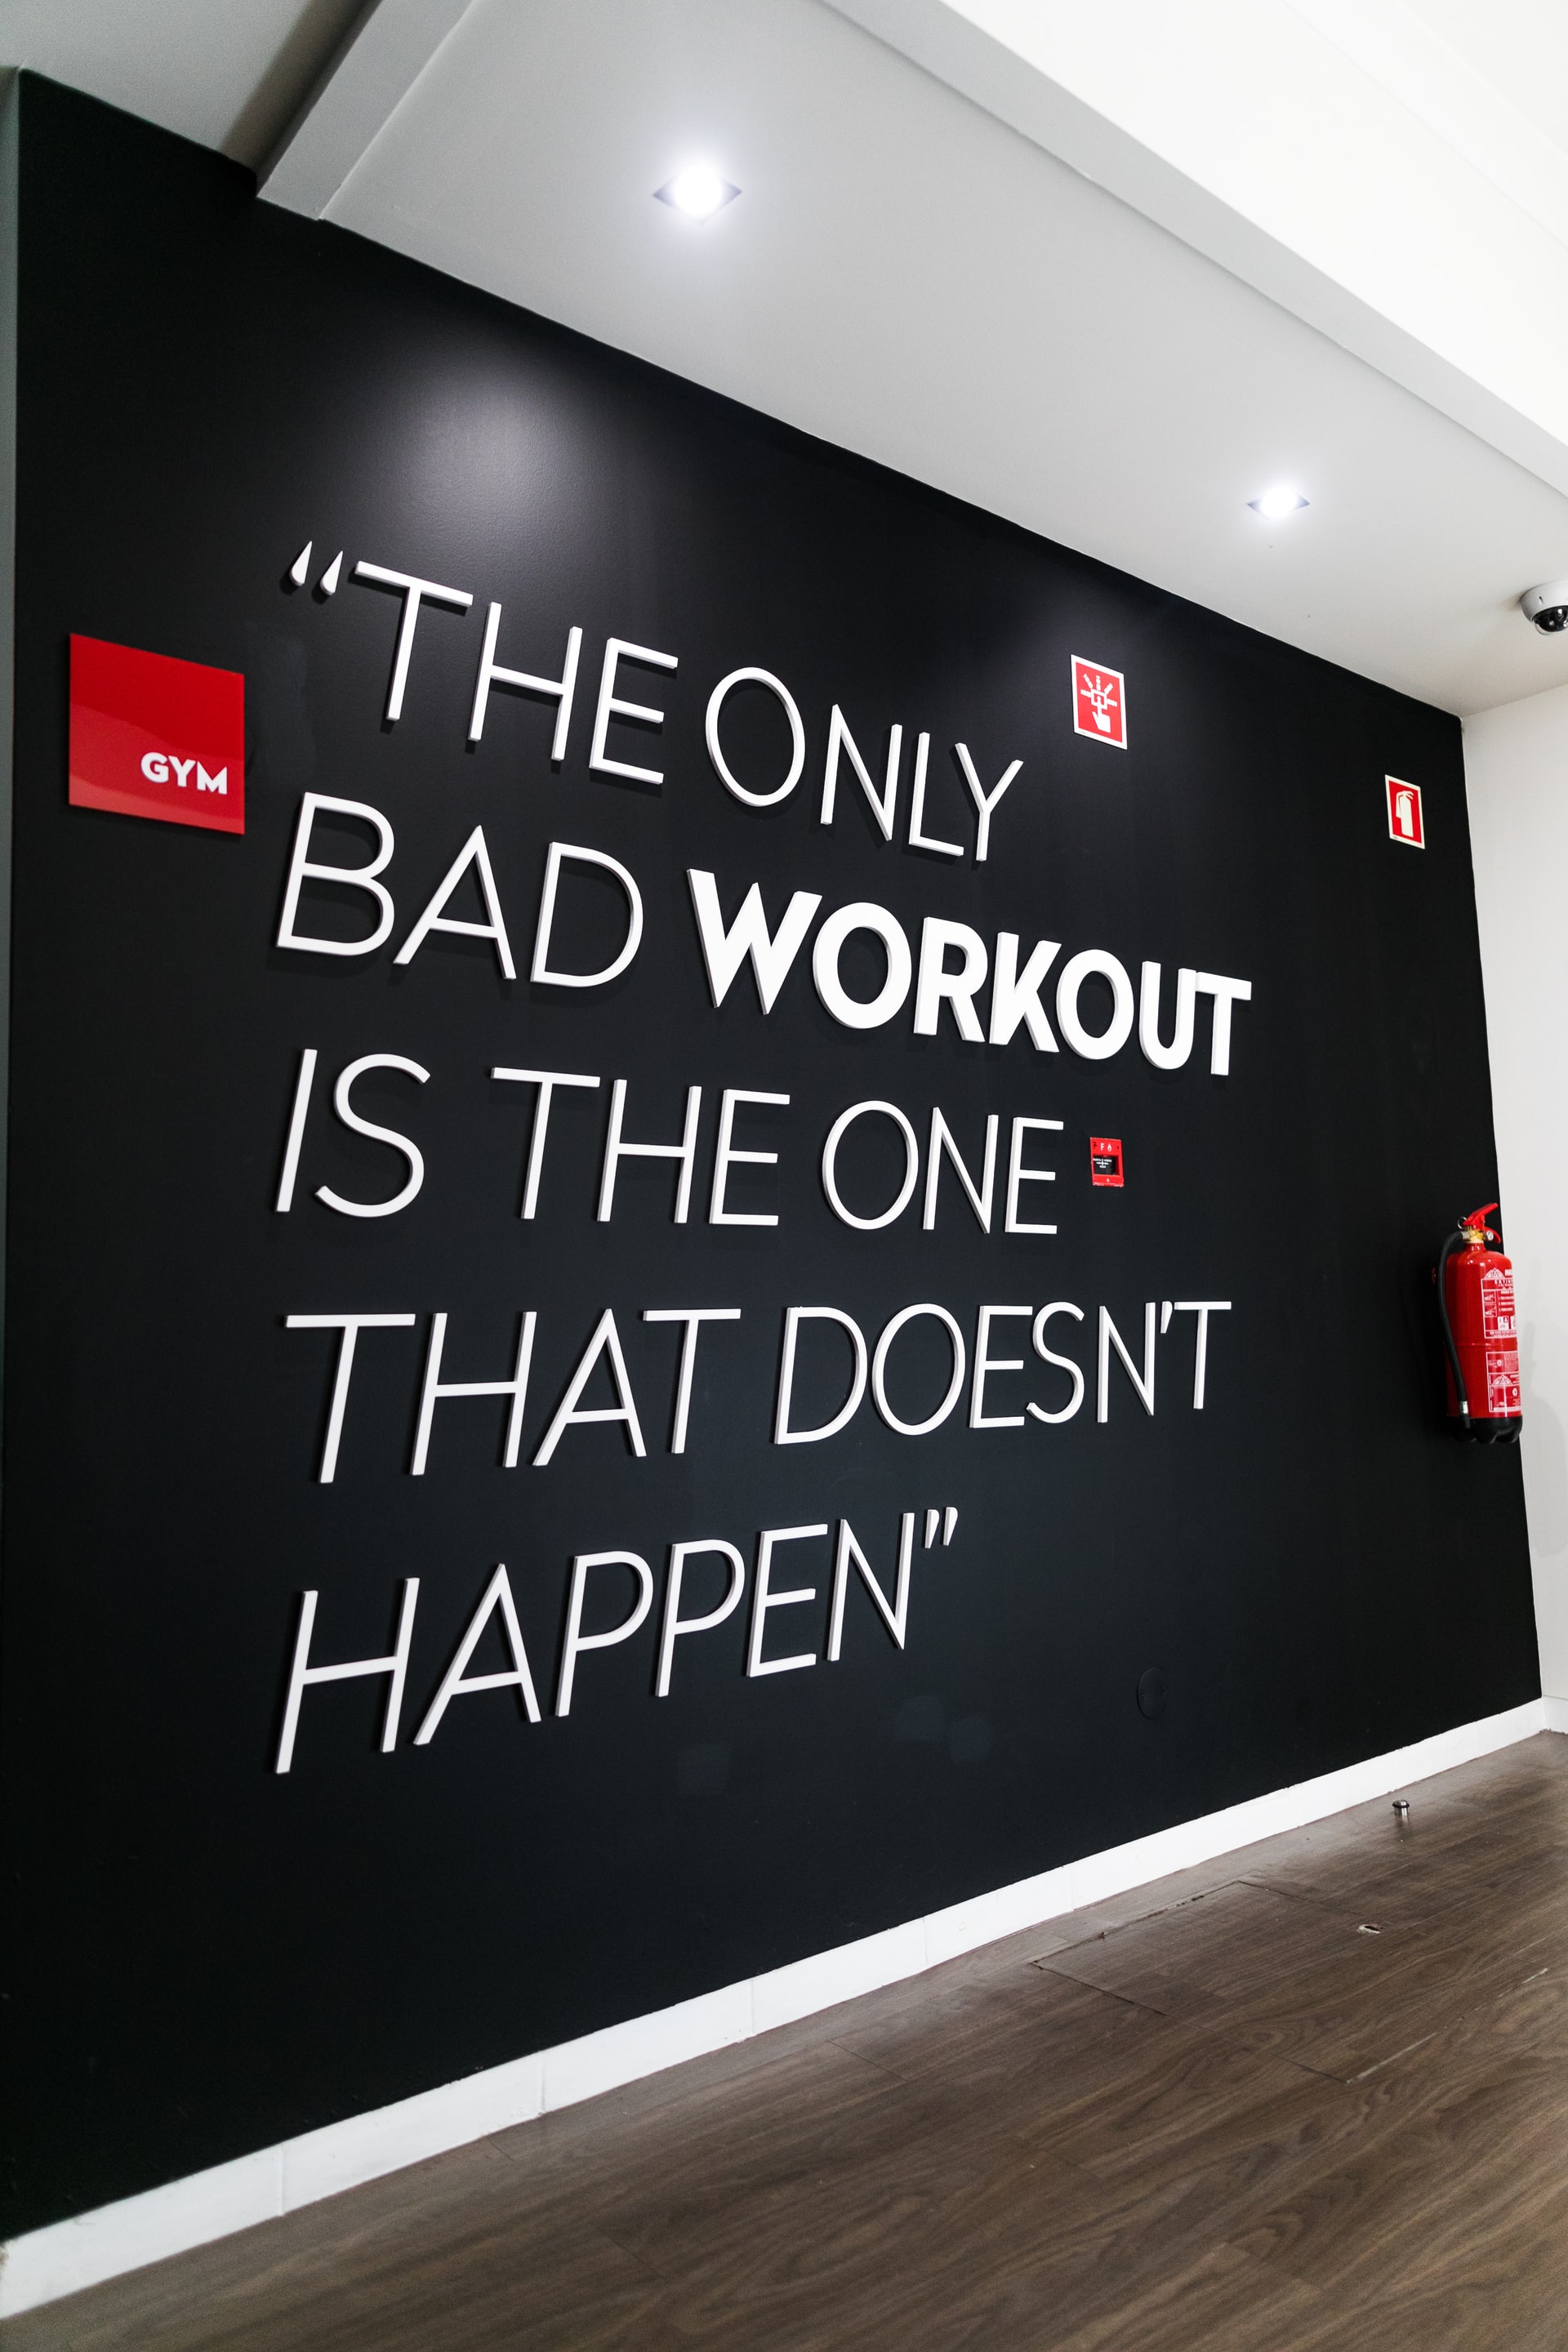 GYM
“THE ONLY
BAD WORKOUT
IS THE ONE
THAT DOESN'T
HAPPEN”